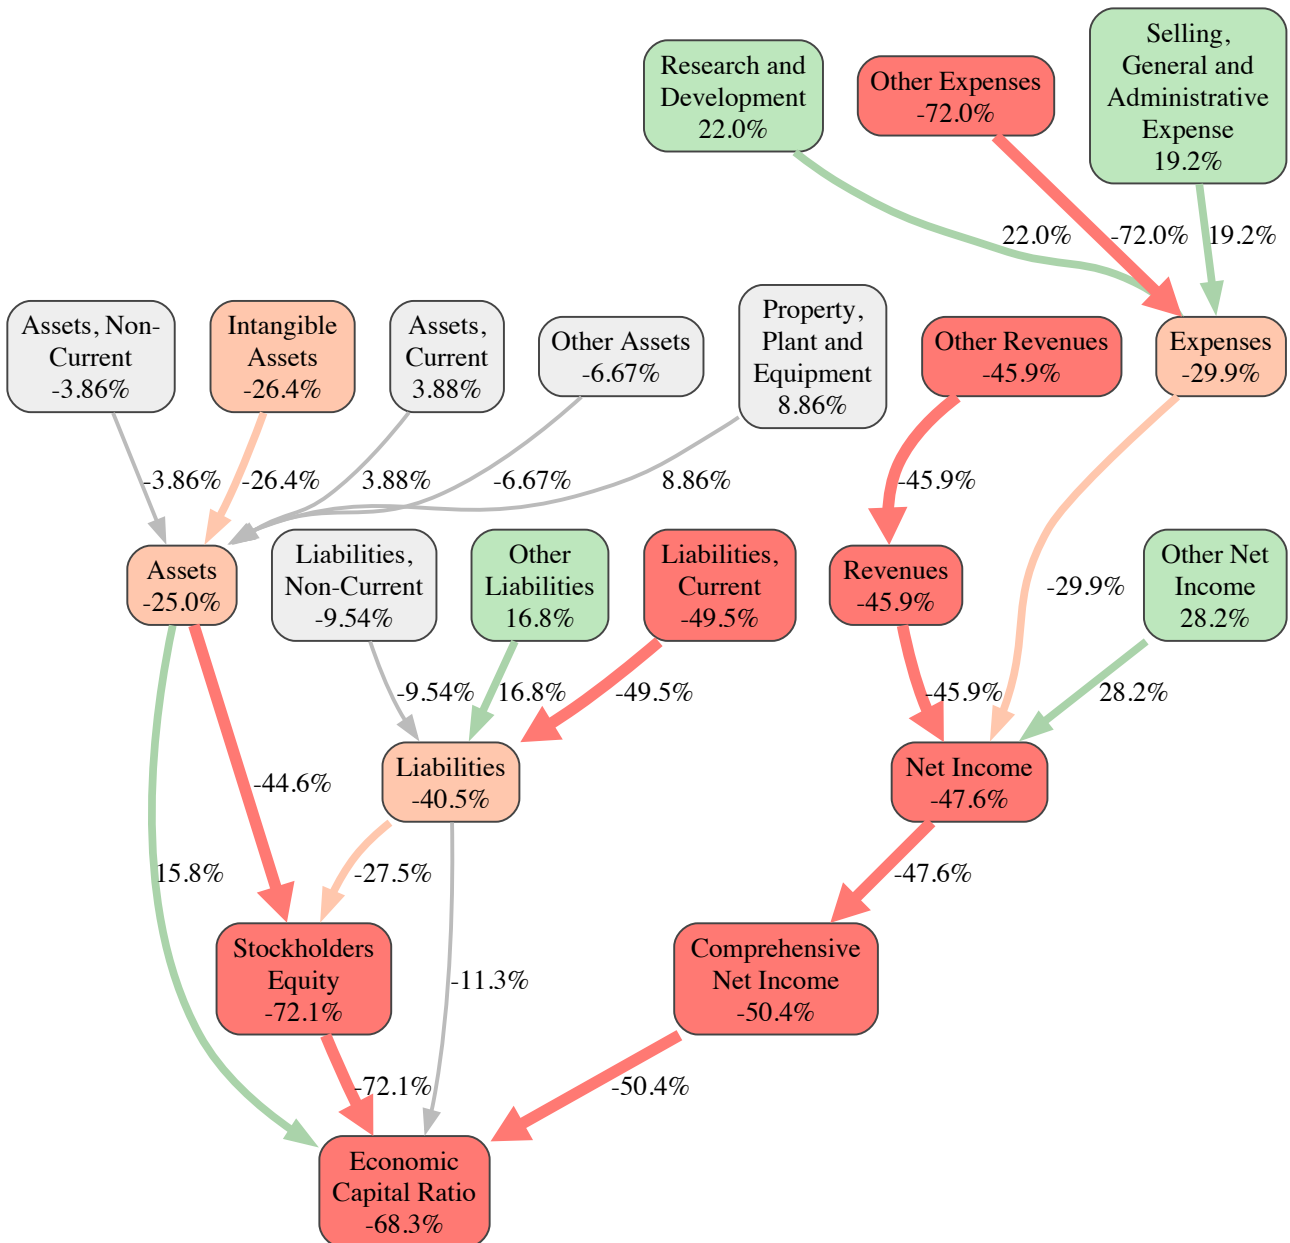 Research and
Development
22.0%
Other Expenses
-72.0%
Selling,
General and
Administrative
Expense
19.2%
22.0%
-72.0%
19.2%
Assets, Non-
Current
-3.86%
Intangible
Assets
-26.4%
Assets,
Current
3.88%
Other Assets
-6.67%
Property,
Plant and
Equipment
8.86%
Other Revenues
-45.9%
Expenses
-29.9%
-3.86%
-26.4%
3.88%
-6.67%
8.86%
-45.9%
Assets
-25.0%
Liabilities,
Non-Current
-9.54%
Other
Liabilities
16.8%
Liabilities,
Current
-49.5%
Revenues
-45.9%
-29.9%
Other Net
Income
28.2%
-9.54%
16.8%
-49.5%
-45.9%
28.2%
-44.6%
Liabilities
-40.5%
Net Income
-47.6%
15.8%
-27.5%
-47.6%
Stockholders
Equity
-72.1%
-11.3%
Comprehensive
Net Income
-50.4%
-72.1%
-50.4%
Economic
Capital Ratio
-68.3%